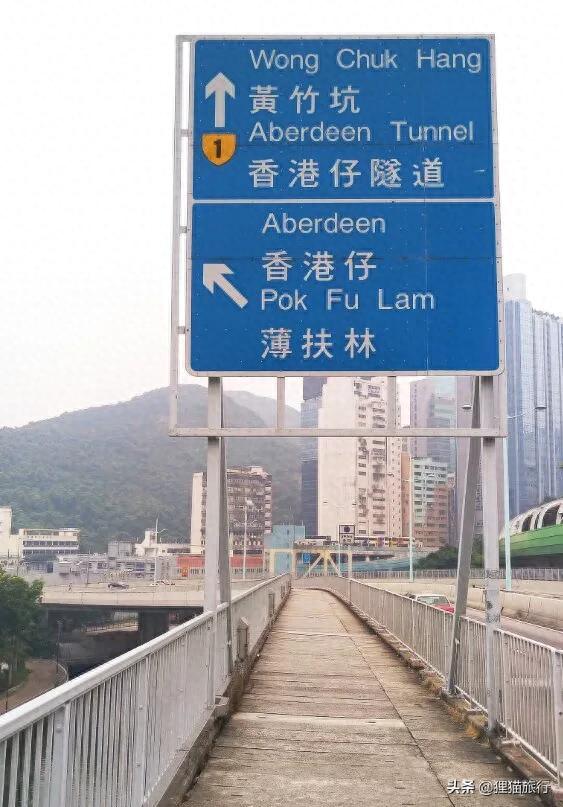 Wong Chuk Hang
黃竹坑
Aberdeen Tunnel
1
香港仔隧道
Aberdeen
香港仔
Pok Fu Lam
薄扶林
头条 @狸猫旅行